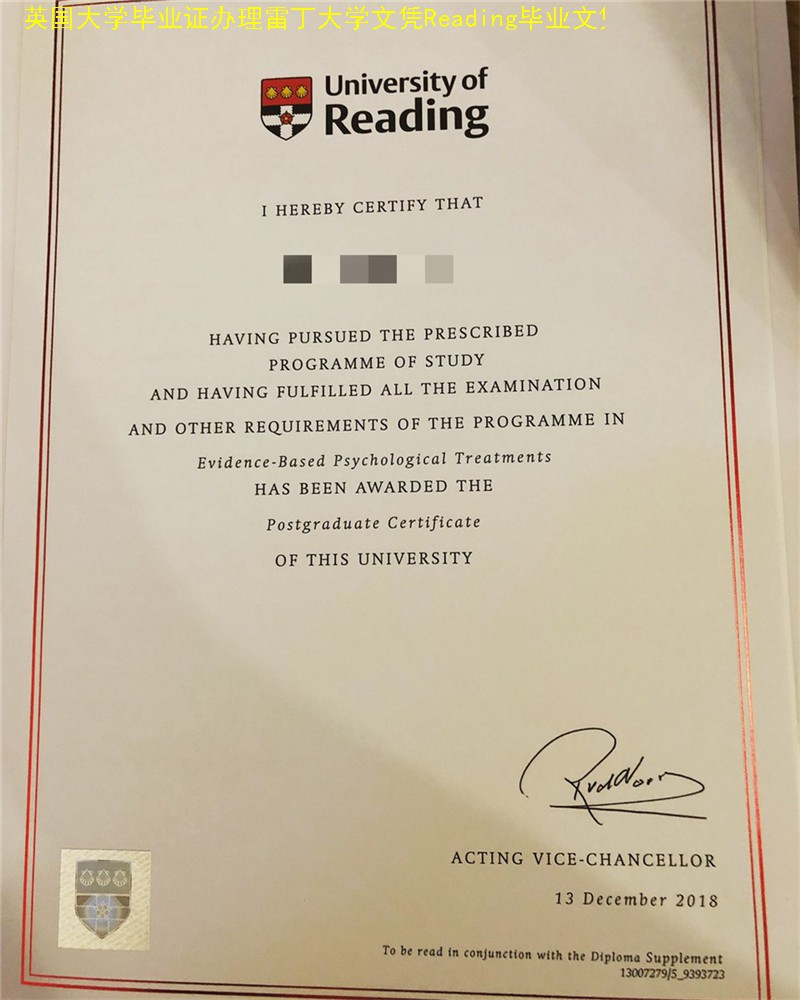 英国大学毕业证办理雷丁大学文凭Reading毕业文
University of
Reading
I HEREBY CERTIFY THAT
HAVING PURSUED THE PRESCRIBED
PROGRAMME OF STUDY
AND HAVING FULFILLED ALL THE EXAMINATION
AND OTHER REQUIREMENTS OF THE PROGRAMME IN
Evidence-Based Psychological Treatments
HAS BEEN AWARDED THE
Postgraduate Certificate
OF THIS UNIVERSITY
ACTING VICE-CHANCELLOR
13 December 2018
To be read in conjunction with the Diploma Supplement
13007279/5_9393723